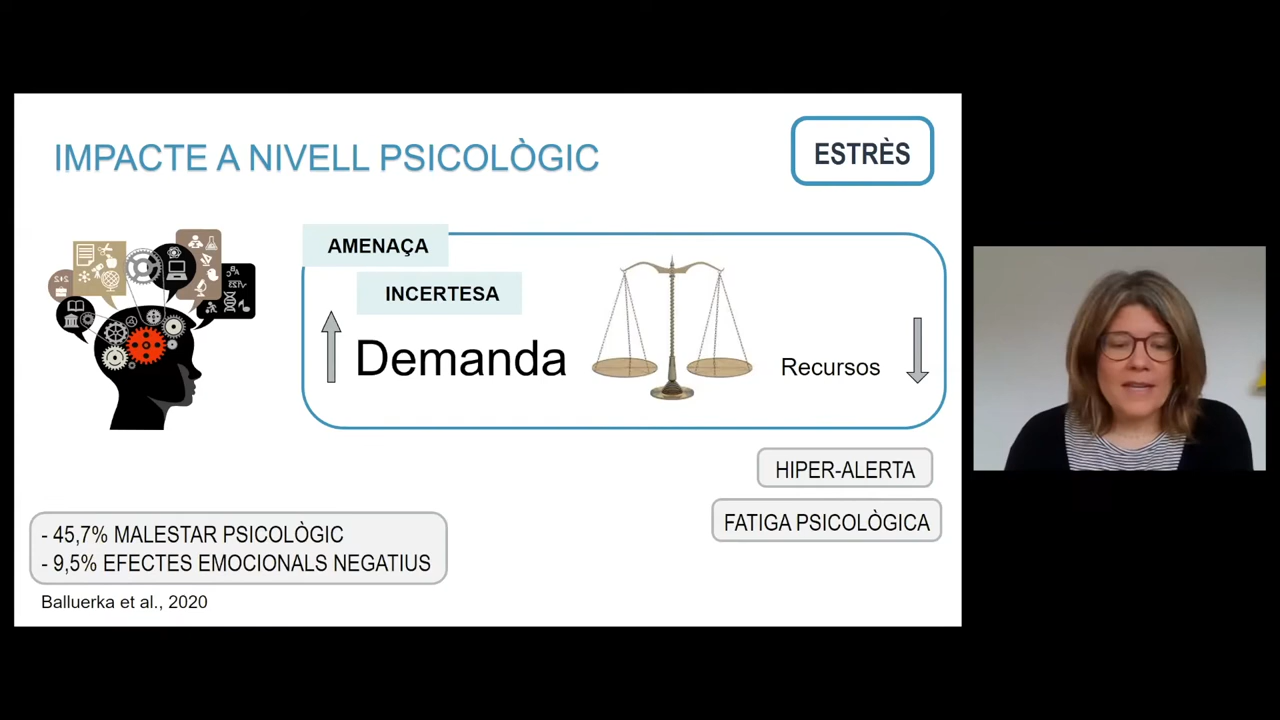 IMPACTE A NIVELL PSICOLÒGIC
ESTRÈS
AMENAÇA
INCERTESA
Demanda
Recursos
HIPER-ALERTA
FATIGA PSICOLÒGICA
- 45,7% MALESTAR PSICOLÒGIC
- 9,5% EFECTES EMOCIONALS NEGATIUS
Balluerka et al., 2020